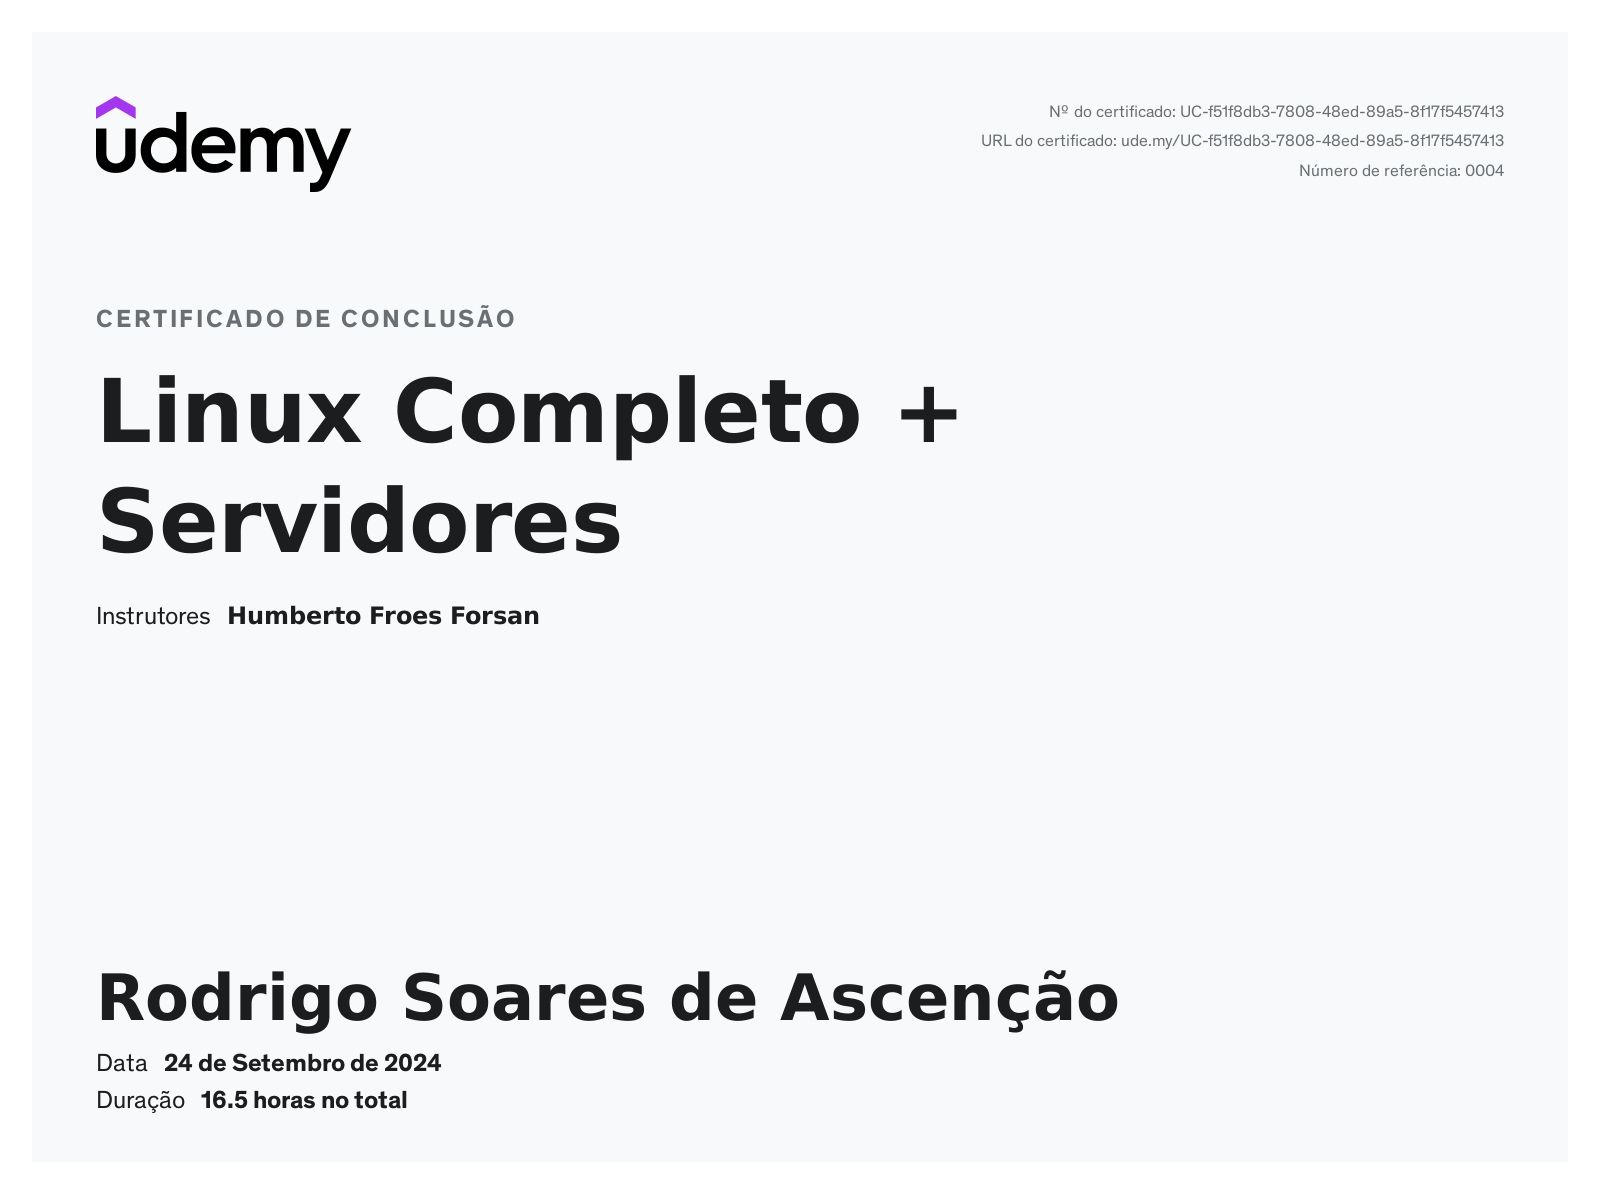 udemy
Nº do certificado: UC-f51f8db3-7808-48ed-89a5-8f17f5457413
URL do certificado: ude.my/UC-f51f8db3-7808-48ed-89a5-8f17f5457413
Número de referência: 0004
CERTIFICADO DE CONCLUSÃO
Linux Completo +
Servidores
Instrutores Humberto Froes Forsan
Rodrigo Soares de Ascenção
Data 24 de Setembro de 2024
Duração 16.5 horas no total